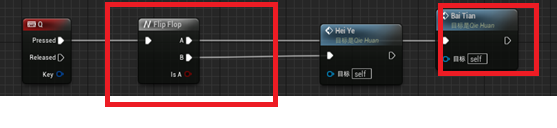 Q
Pressed
Released
Key
Flip Flop
A
B
Is A
Hei Ye
目标是Qie Huan
目标 self
Bai Tian
目标是Qie Huan
目标 self